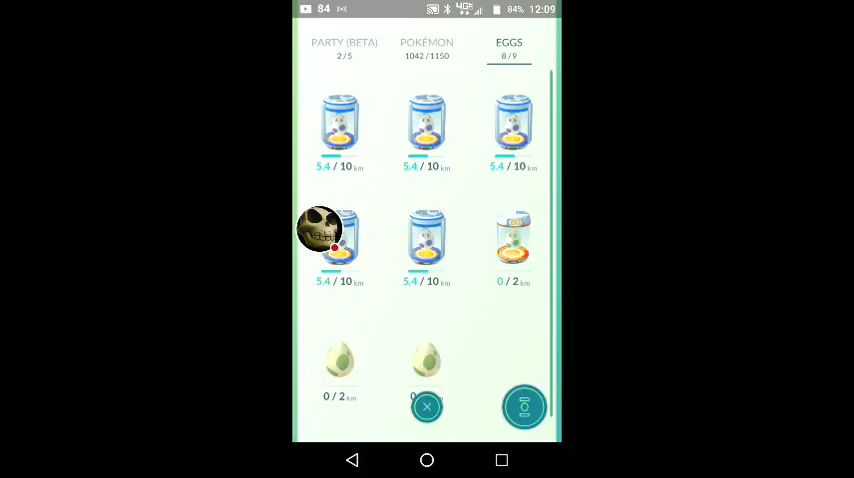 84 4GE 84% 12:09
PARTY (BETA) POKÉMON EGGS
2 / 5 1042 / 1150 8 / 9
5.4 / 10 km 5.4 / 10 km 5.4 / 10 km
5.4 / 10 km 5.4 / 10 km 0 / 2 km
0 / 2 km 0